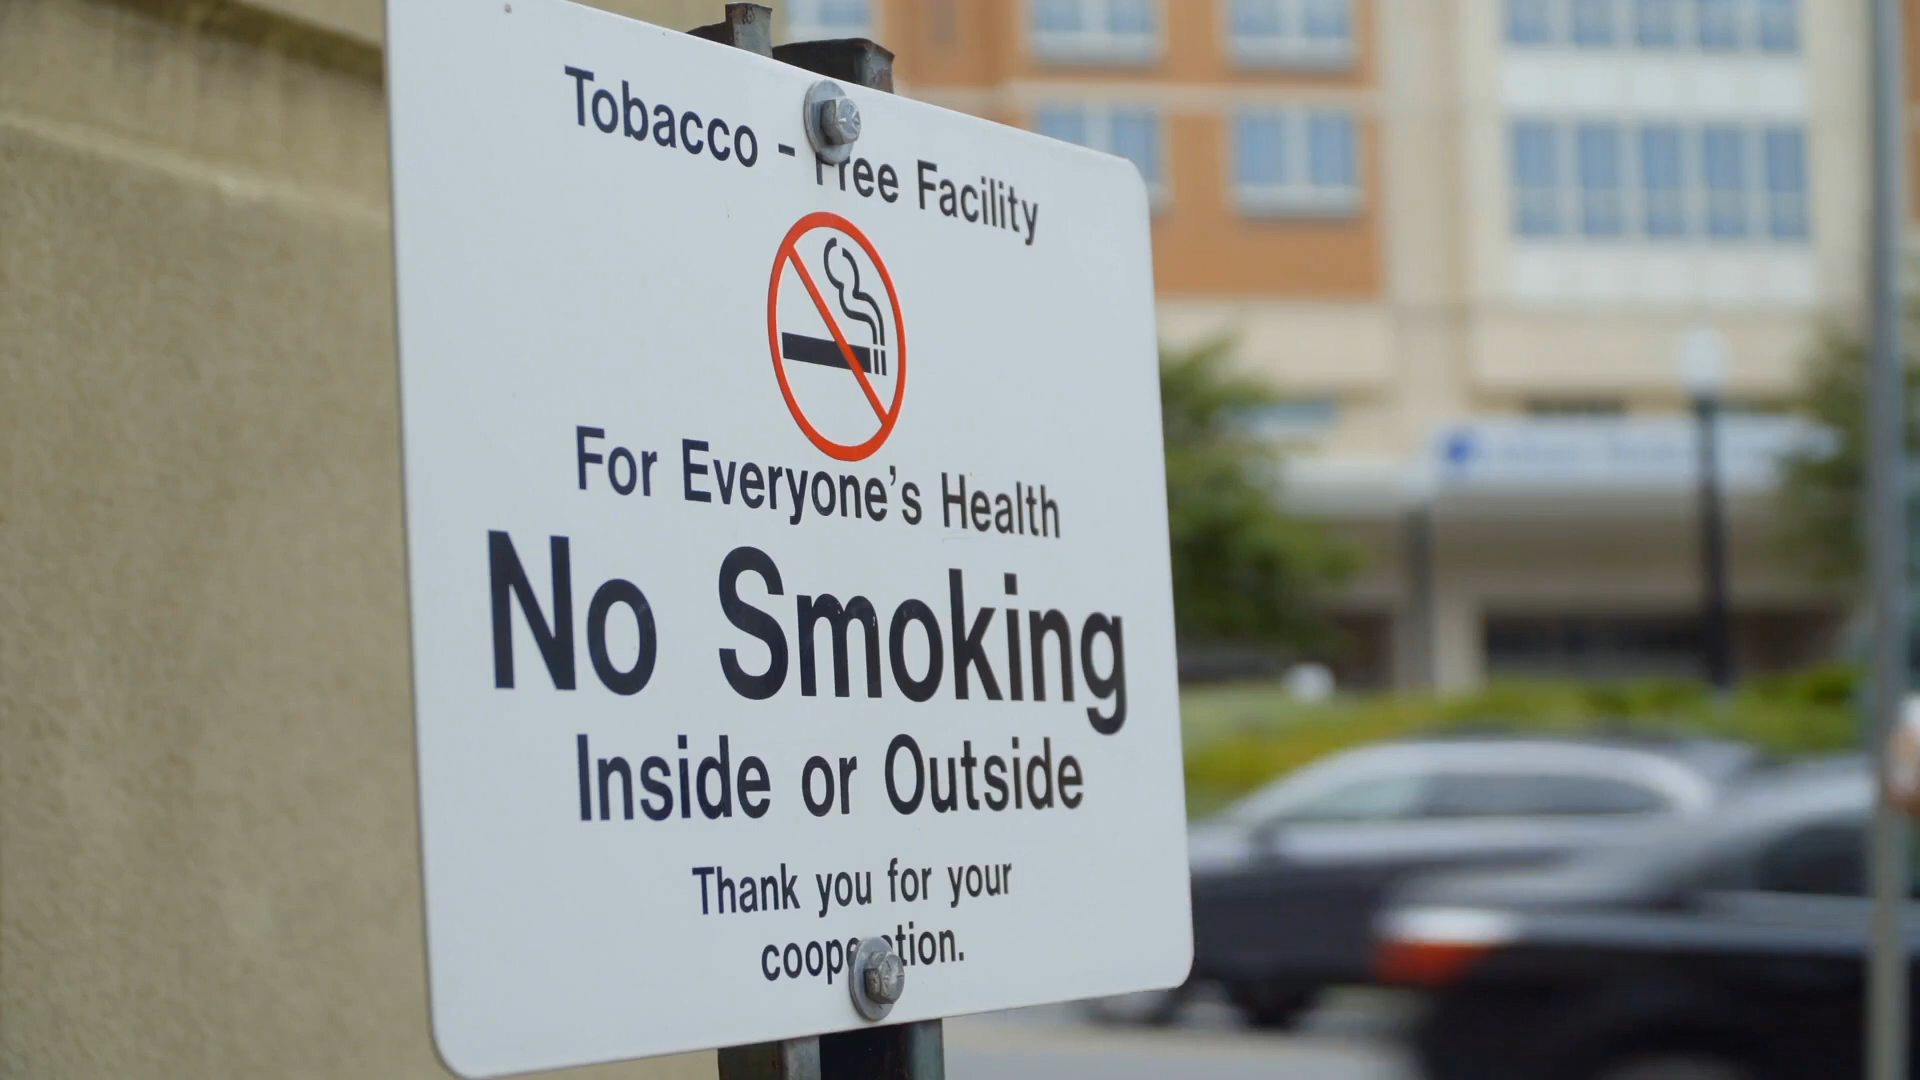 Tobacco - Free Facility
For Everyone's Health
No Smoking
Inside or Outside
Thank you for your
cooperation.